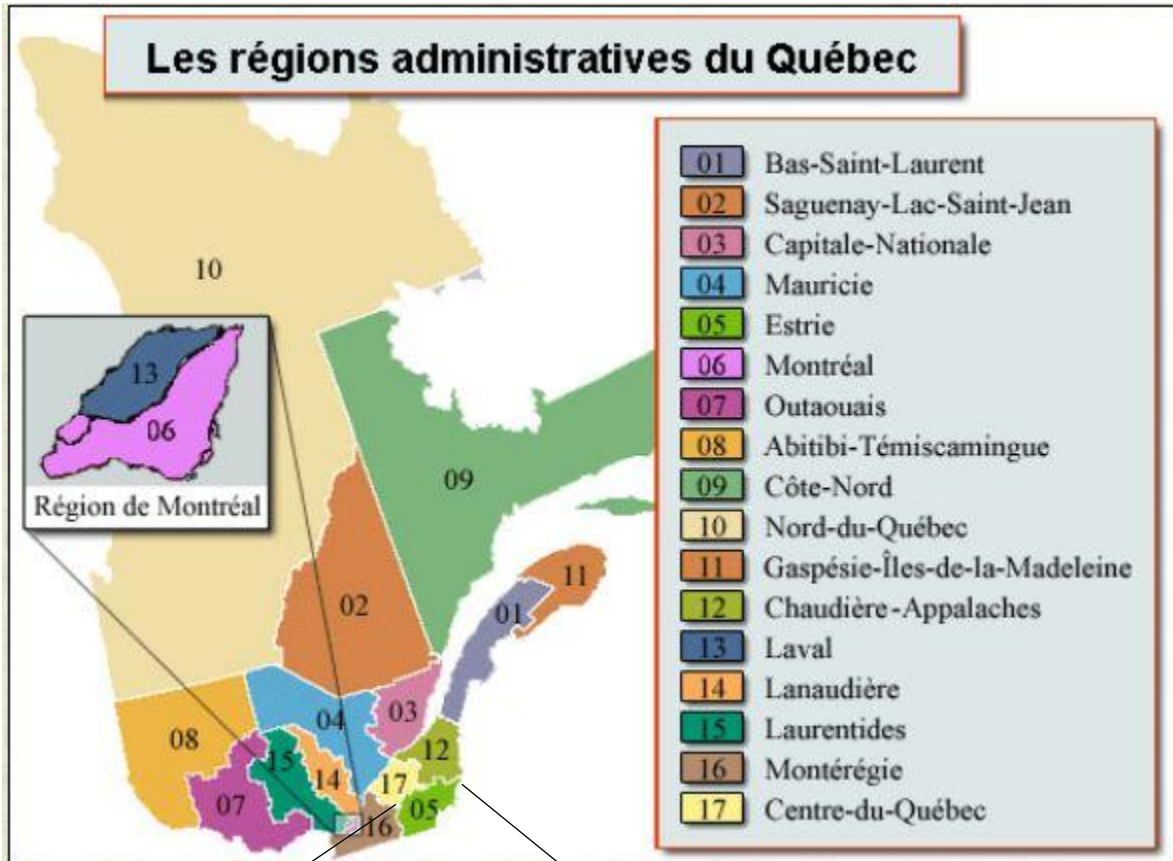 Les régions administratives du Québec
01 Bas-Saint-Laurent
02 Saguenay-Lac-Saint-Jean
03 Capitale-Nationale
04 Mauricie
05 Estrie
06 Montréal
07 Outaouais
08 Abitibi-Témiscamingue
09 Côte-Nord
10 Nord-du-Québec
11 Gaspésie-Îles-de-la-Madeleine
12 Chaudière-Appalaches
13 Laval
14 Lanaudière
15 Laurentides
16 Montérégie
17 Centre-du-Québec
10
13
06
Région de Montréal
09
11
01
02
03
04
08
12
15
14
17
07
05
16